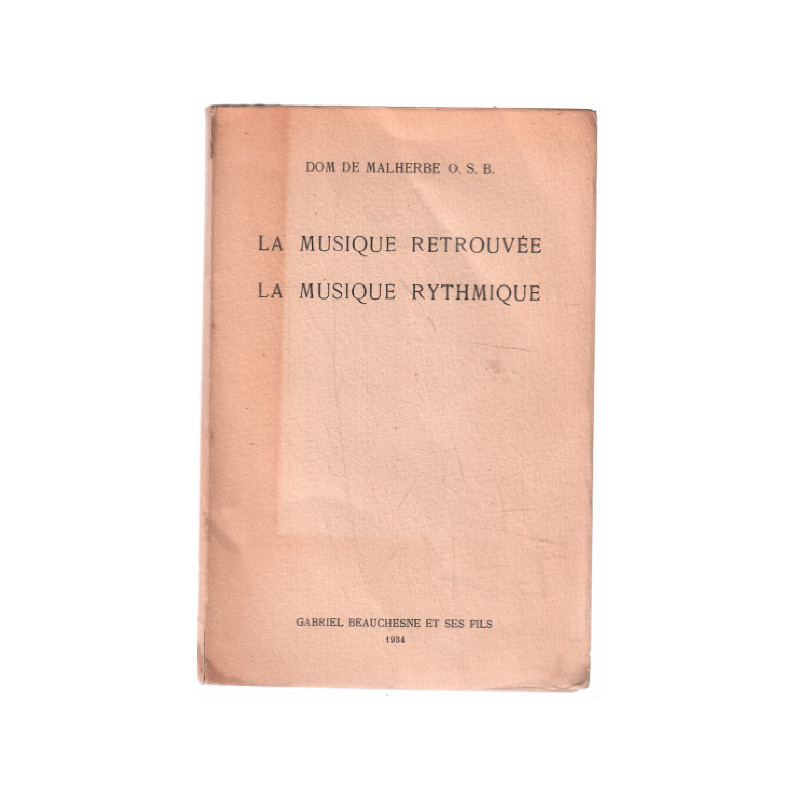 DOM DE MALHERBE O. S. B.
LA MUSIQUE RETROUVÉE
LA MUSIQUE RYTHMIQUE
GABRIEL BEAUCHESNE ET SES FILS
1934